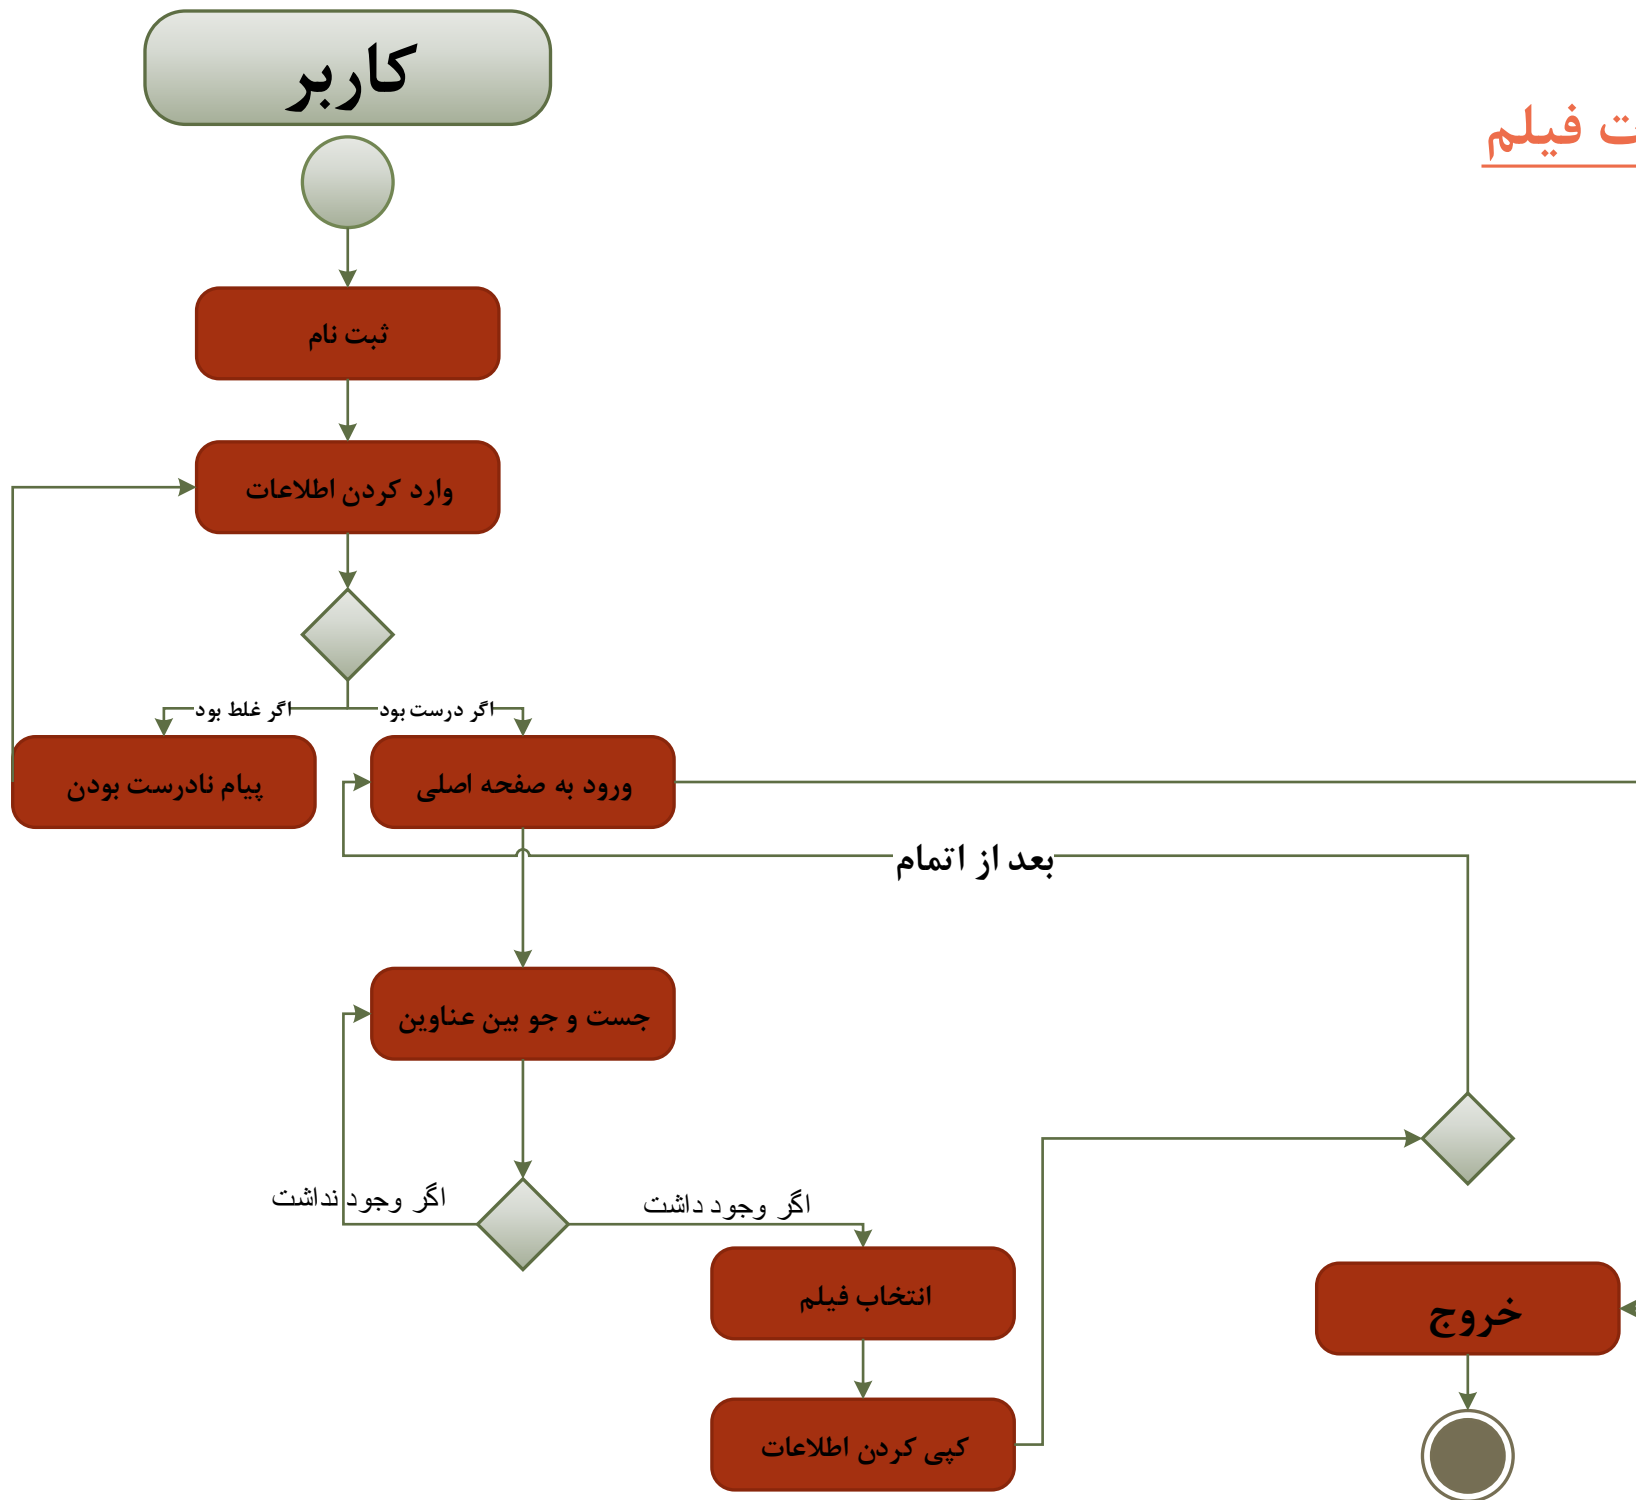 کاربر
ت فیلم
ثبت نام
وارد کردن اطلاعات
اگر درست بود
اگر غلط بود
ورود به صفحه اصلی
پیام نادرست بودن
بعد از اتمام
جست و جو بین عناوین
اگر وجود داشت
اگر وجود نداشت
انتخاب فیلم
خروج
کپی کردن اطلاعات